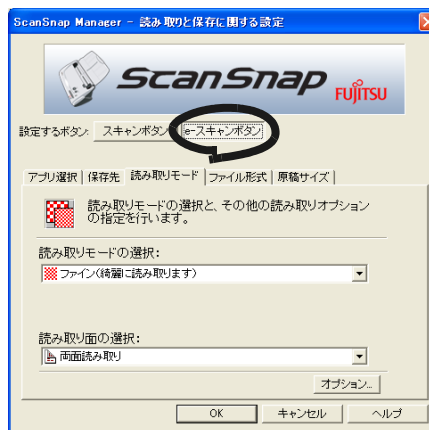 ScanSnap Manager - 読み取りと保存に関する設定
ScanSnap
FUJITSU
設定するボタン: スキャンボタン e-スキャンボタン
アプリ選択 保存先 読み取りモード ファイル形式 原稿サイズ
読み取りモードの選択と、その他の読み取りオプション
の指定を行います。
読み取りモードの選択:
ファイン(綺麗に読み取ります)
読み取り面の選択:
両面読み取り
オプション...
OK キャンセル ヘルプ